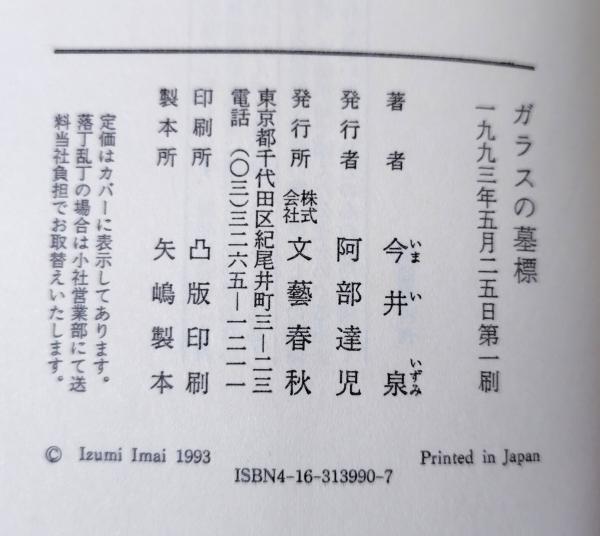 ガラスの墓標
一九九三年五月二五日第一刷
著者 今井泉
いまい いずみ
発行者 阿部達児
発行所 株式会社 文藝春秋
東京都千代田区紀尾井町三―二三
電話 (〇三)三二六五―一二一一
印刷所 凸版印刷
製本所 矢嶋製本
定価はカバーに表示してあります。
落丁乱丁の場合は小社営業部にて送
料当社負担でお取替えいたします。
© Izumi Imai 1993
Printed in Japan
ISBN4-16-313990-7